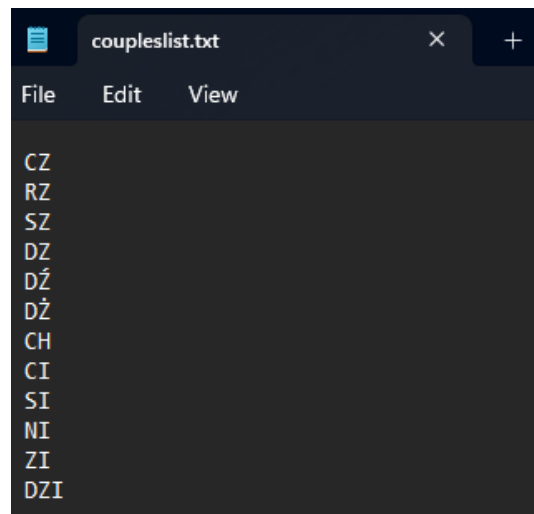 coupleslist.txt
File Edit View
CZ
RZ
SZ
DZ
DŹ
DŻ
CH
CI
SI
NI
ZI
DZI